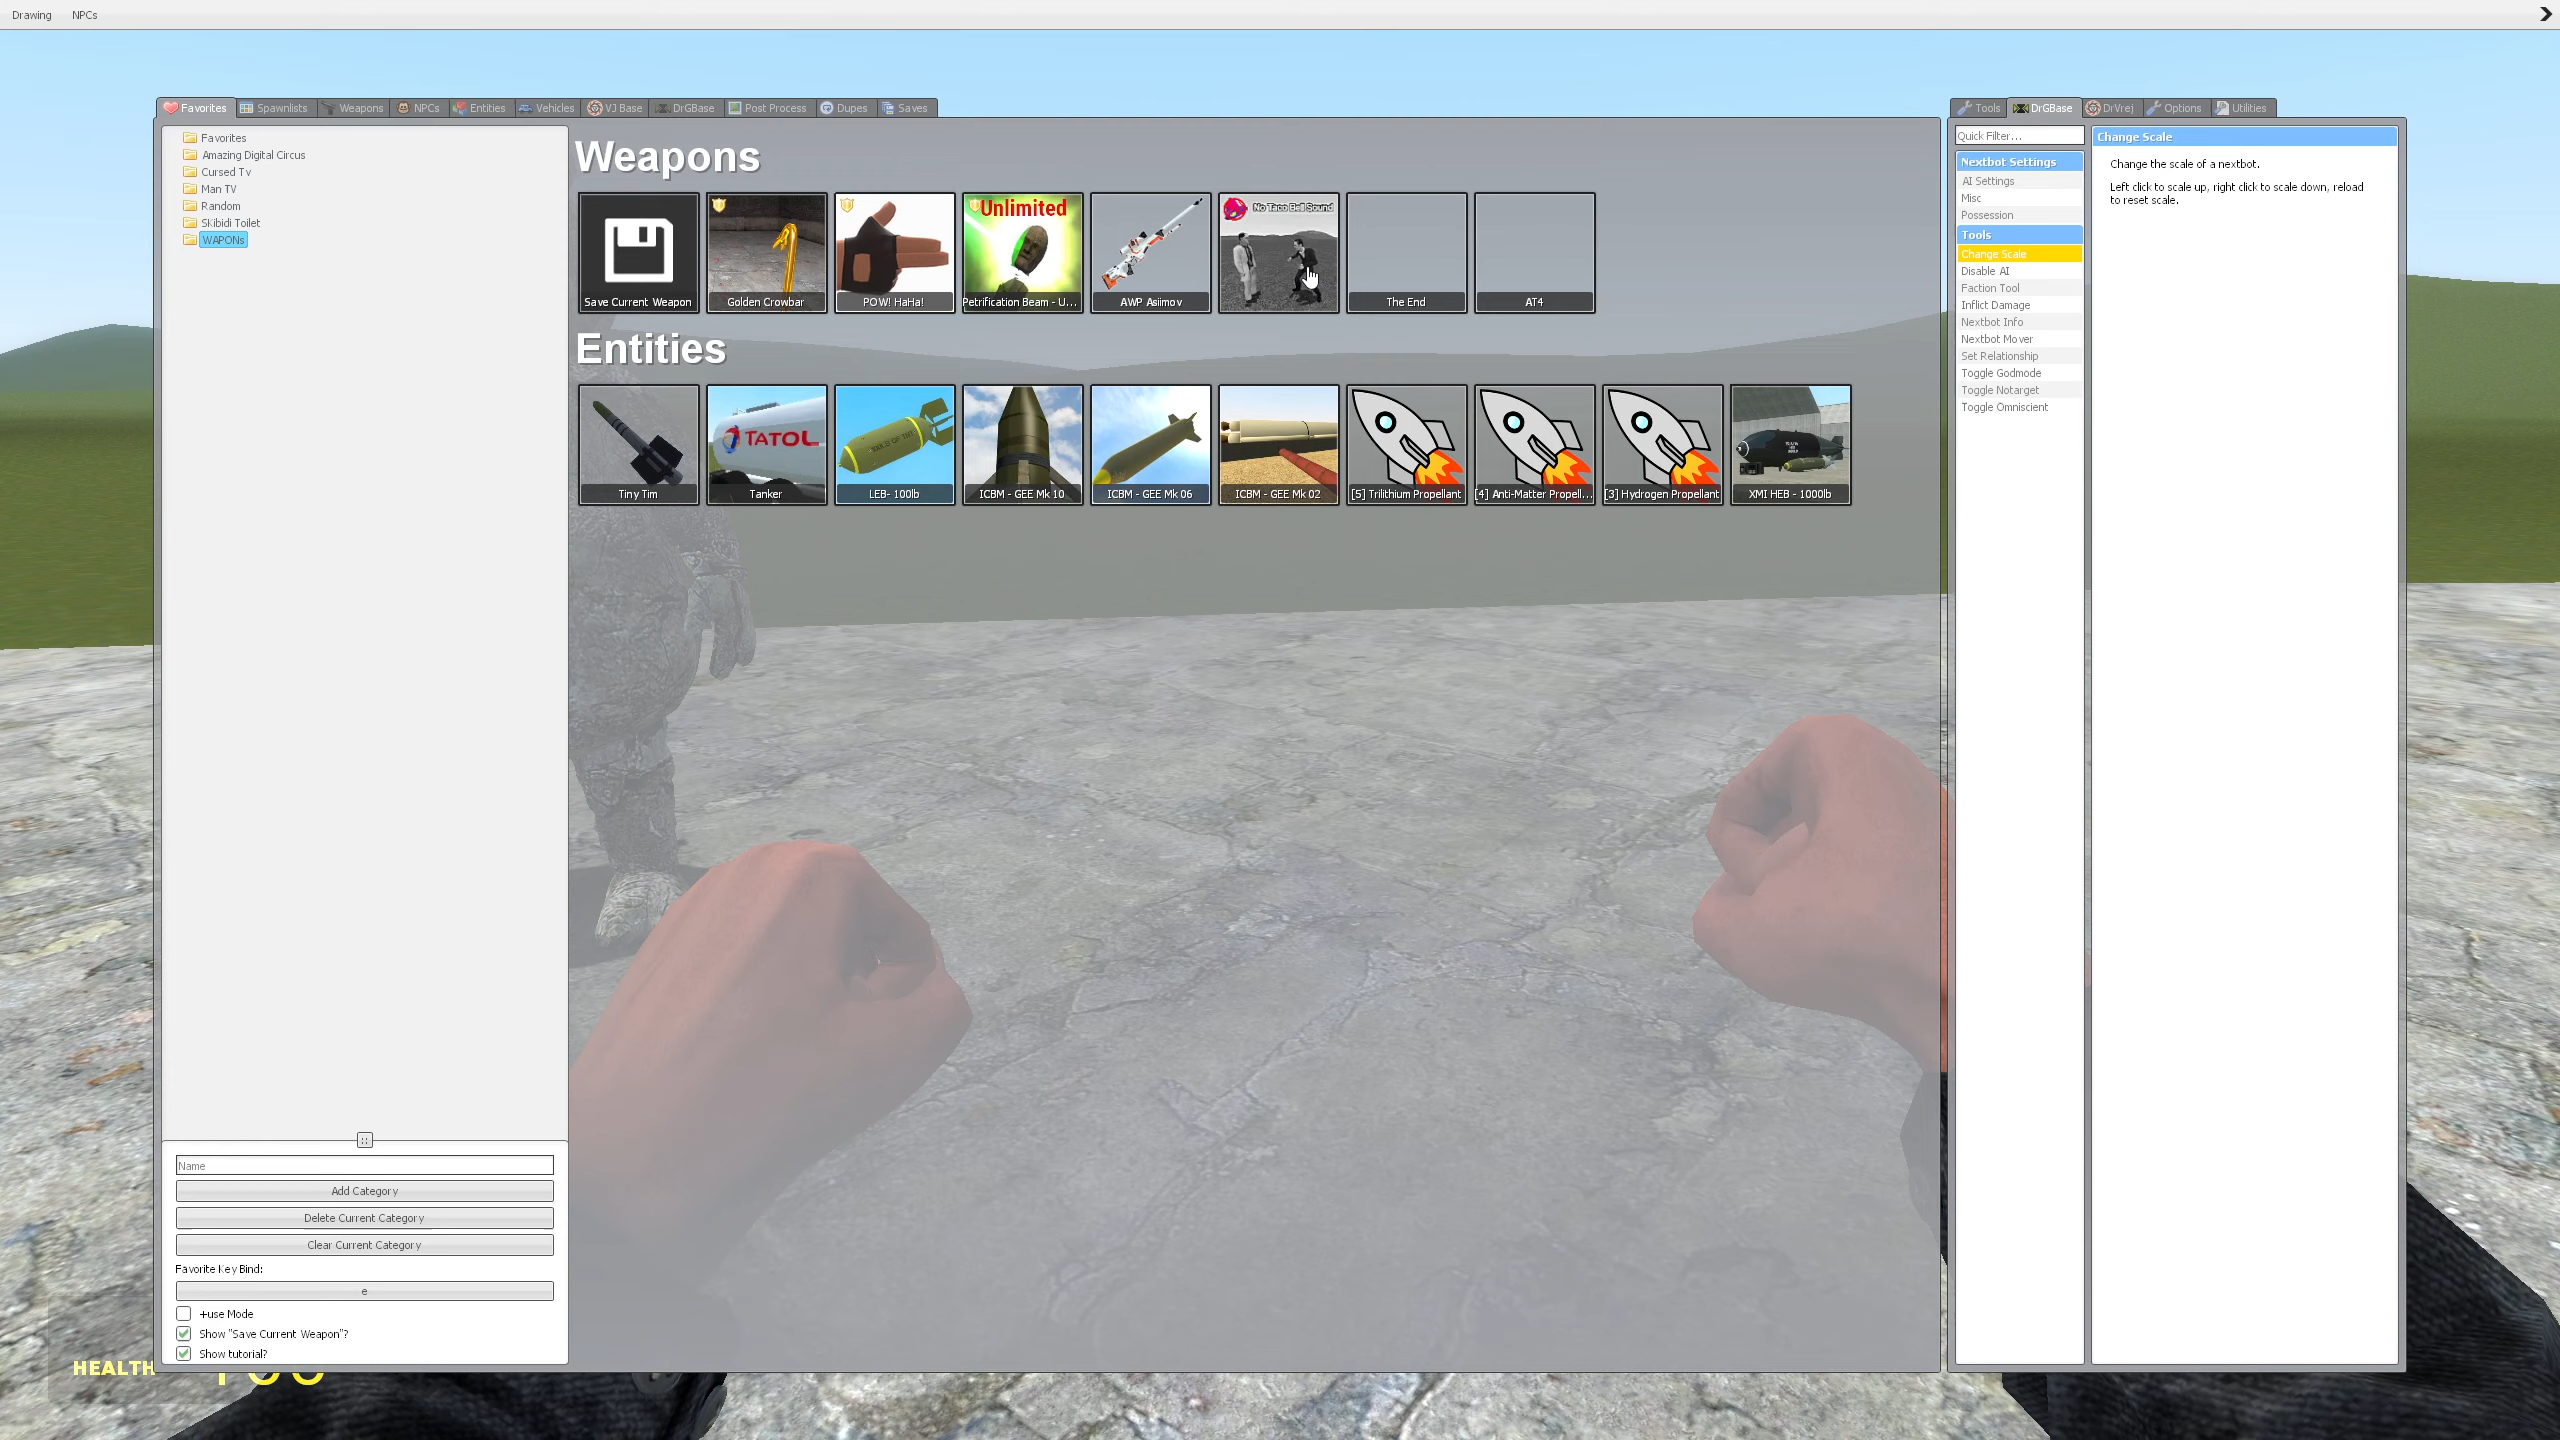 Drawing NPCs
Favorites Spawnlists Weapons NPCs Entities Vehicles VJ Base DrGBase Post Process Dupes Saves
Favorites
Amazing Digital Circus
Cursed Tv
Man TV
Random
SKibidi Toilet
WAPONs
Weapons
Unlimited
No Taco Bell Sound
Save Current Weapon
Golden Crowbar
POW! HaHa!
Petrification Beam - U...
AWP Asiimov
The End
AT4
Entities
TATOL
Tiny Tim
Tanker
LEB- 100lb
ICBM - GEE Mk 10
ICBM - GEE Mk 06
ICBM - GEE Mk 02
[5] Trilithium Propellant
[4] Anti-Matter Propell...
[3] Hydrogen Propellant
XMI HEB - 1000lb
Name
Add Category
Delete Current Category
Clear Current Category
Favorite Key Bind:
e
+use Mode
Show "Save Current Weapon"?
Show tutorial?
HEALTH 100
Tools DrGBase DrVrej Options Utilities
Quick Filter...
Nextbot Settings
AI Settings
Misc
Possession
Tools
Change Scale
Disable AI
Faction Tool
Inflict Damage
Nextbot Info
Nextbot Mover
Set Relationship
Toggle Godmode
Toggle Notarget
Toggle Omniscient
Change Scale
Change the scale of a nextbot.
Left click to scale up, right click to scale down, reload
to reset scale.